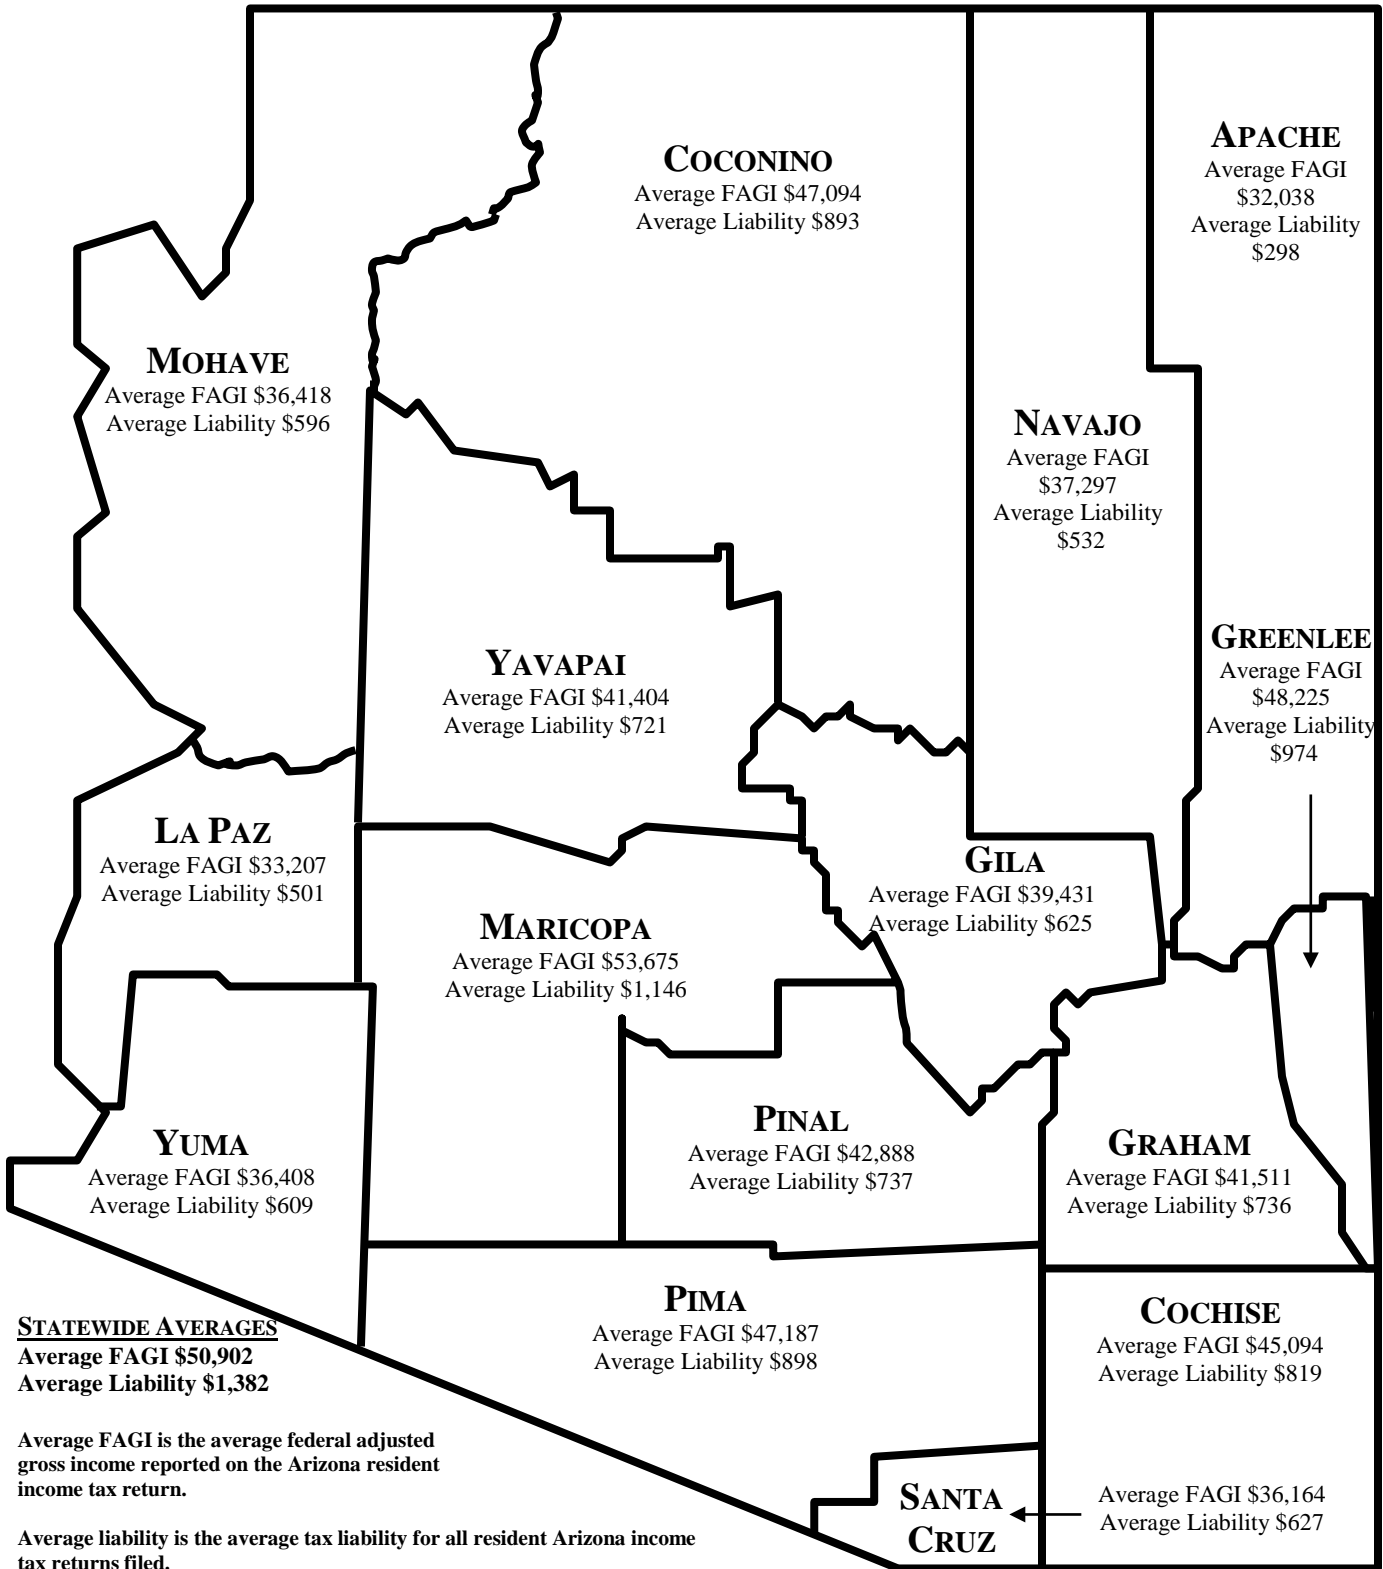 COCONINO
Average FAGI $47,094
Average Liability $893
APACHE
Average FAGI
$32,038
Average Liability
$298
MOHAVE
Average FAGI $36,418
Average Liability $596
NAVAJO
Average FAGI
$37,297
Average Liability
$532
YAVAPAI
Average FAGI $41,404
Average Liability $721
GREENLEE
Average FAGI
$48,225
Average Liability
$974
LA PAZ
Average FAGI $33,207
Average Liability $501
MARICOPA
Average FAGI $53,675
Average Liability $1,146
GILA
Average FAGI $39,431
Average Liability $625
YUMA
Average FAGI $36,408
Average Liability $609
PINAL
Average FAGI $42,888
Average Liability $737
GRAHAM
Average FAGI $41,511
Average Liability $736
PIMA
Average FAGI $47,187
Average Liability $898
COCHISE
Average FAGI $45,094
Average Liability $819
SANTA
CRUZ
Average FAGI $36,164
Average Liability $627
STATEWIDE AVERAGES
Average FAGI $50,902
Average Liability $1,382
Average FAGI is the average federal adjusted
gross income reported on the Arizona resident
income tax return.
Average liability is the average tax liability for all resident Arizona income
tax returns filed.